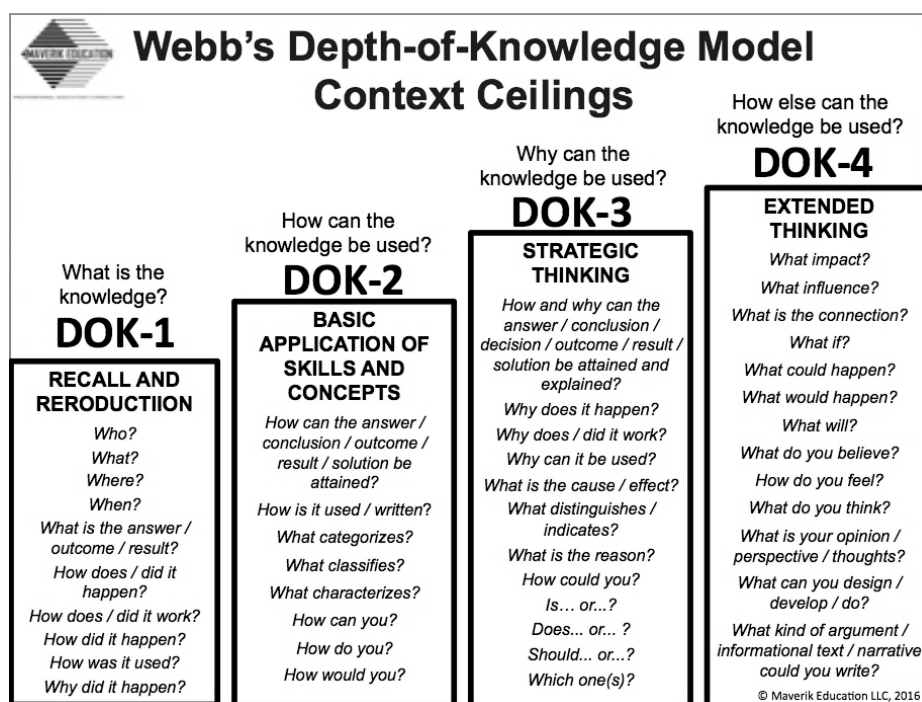 MAVERIK EDUCATION
Webb's Depth-of-Knowledge Model
Context Ceilings
What is the
knowledge?
DOK-1
RECALL AND
RERODUCTIION
Who?
What?
Where?
When?
What is the answer /
outcome / result?
How does / did it
happen?
How does / did it work?
How did it happen?
How was it used?
Why did it happen?
How can the
knowledge be used?
DOK-2
BASIC
APPLICATION OF
SKILLS AND
CONCEPTS
How can the answer /
conclusion / outcome /
result / solution be
attained?
How is it used / written?
What categorizes?
What classifies?
What characterizes?
How can you?
How do you?
How would you?
Why can the
knowledge be used?
DOK-3
STRATEGIC
THINKING
How and why can the
answer / conclusion /
decision / outcome / result /
solution be attained and
explained?
Why does it happen?
Why does / did it work?
Why can it be used?
What is the cause / effect?
What distinguishes /
indicates?
What is the reason?
How could you?
Is... or...?
Does... or... ?
Should... or...?
Which one(s)?
How else can the
knowledge be used?
DOK-4
EXTENDED
THINKING
What impact?
What influence?
What is the connection?
What if?
What could happen?
What would happen?
What will?
What do you believe?
How do you feel?
What do you think?
What is your opinion /
perspective / thoughts?
What can you design /
develop / do?
What kind of argument /
informational text / narrative
could you write?
© Maverik Education LLC, 2016